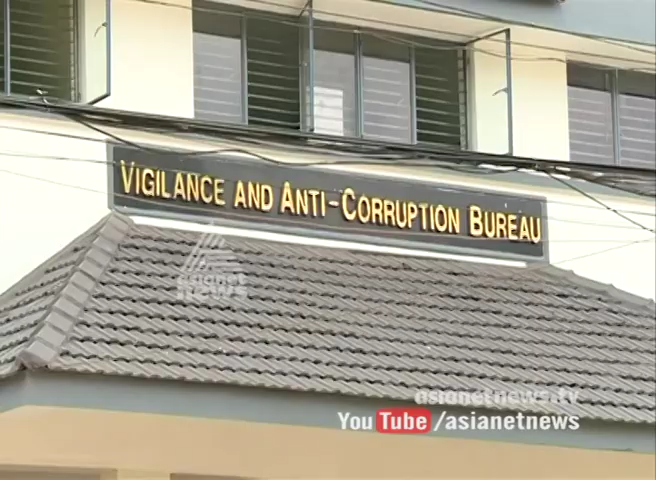 VIGILANCE AND ANTI-CORRUPTION BUREAU
asianet
news
asianetnews.tv
YouTube/asianetnews